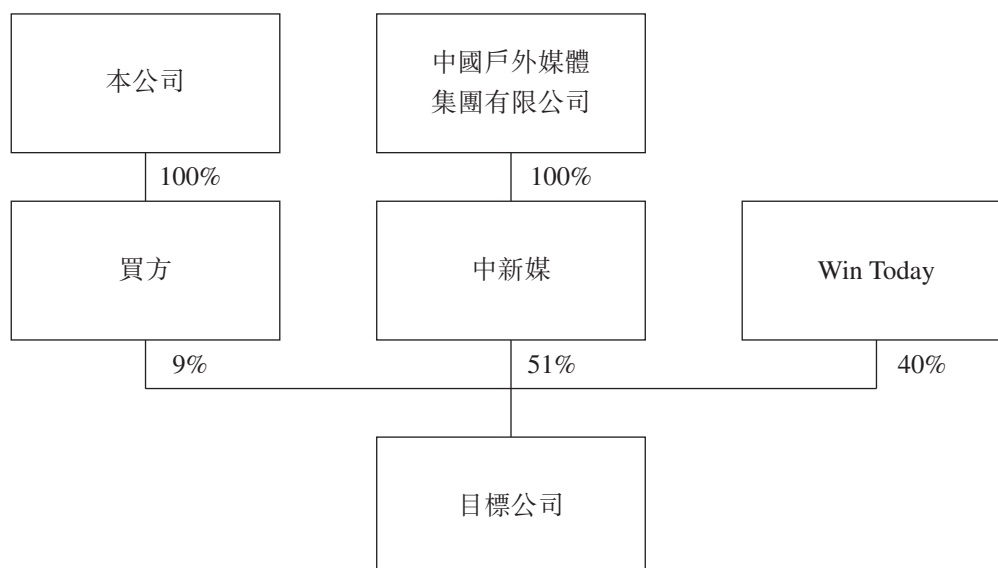 本公司
中國戶外媒體
集團有限公司
100%
100%
買方
中新媒
Win Today
9%
51%
40%
目標公司